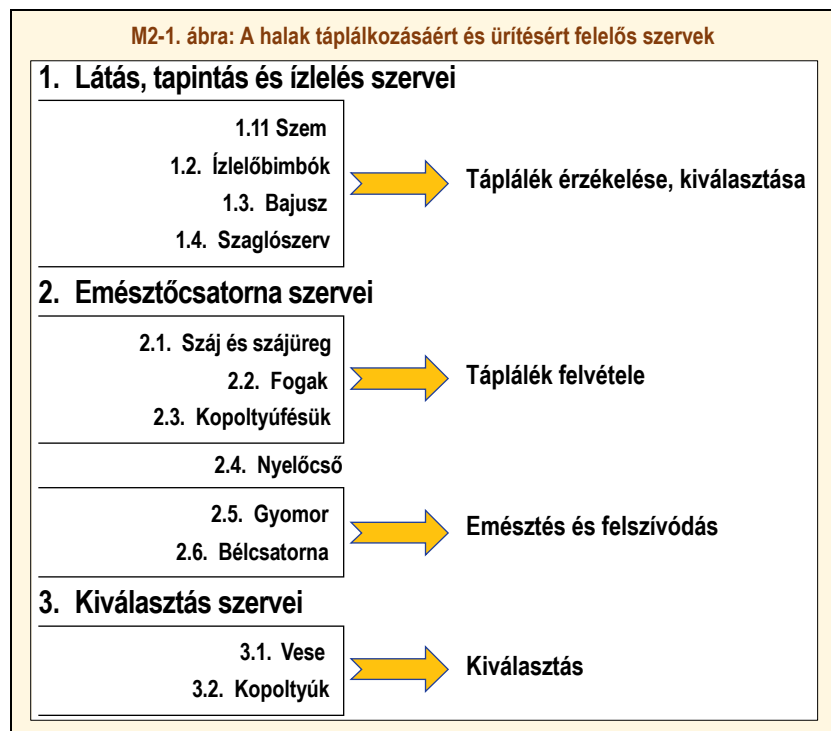 M2-1. ábra: A halak táplálkozásáért és ürítésért felelős szervek
1. Látás, tapintás és ízlelés szervei
1.11 Szem
1.2. Ízlelőbimbók
1.3. Bajusz
1.4. Szaglószerv
Táplálék érzékelése, kiválasztása
2. Emésztőcsatorna szervei
2.1. Száj és szájüreg
2.2. Fogak
2.3. Kopoltyúfésük
Táplálék felvétele
2.4. Nyelőcső
2.5. Gyomor
2.6. Bélcsatorna
Emésztés és felszívódás
3. Kiválasztás szervei
3.1. Vese
3.2. Kopoltyúk
Kiválasztás